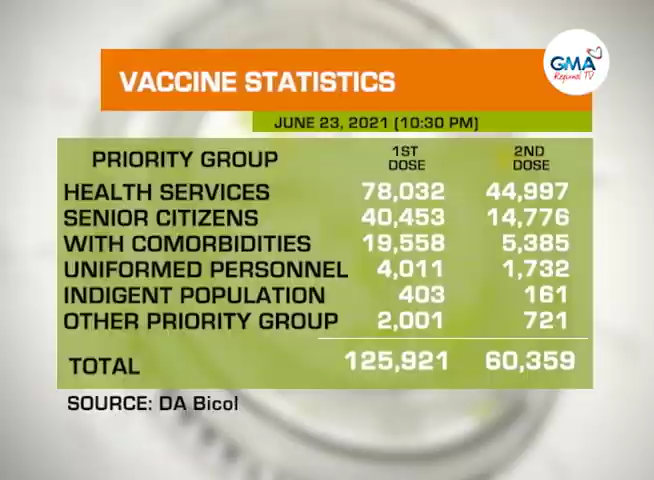 GMA
Regional TV
VACCINE STATISTICS
JUNE 23, 2021 (10:30 PM)
PRIORITY GROUP 1ST DOSE 2ND DOSE
HEALTH SERVICES 78,032 44,997
SENIOR CITIZENS 40,453 14,776
WITH COMORBIDITIES 19,558 5,385
UNIFORMED PERSONNEL 4,011 1,732
INDIGENT POPULATION 403 161
OTHER PRIORITY GROUP 2,001 721
TOTAL 125,921 60,359
SOURCE: DA Bicol